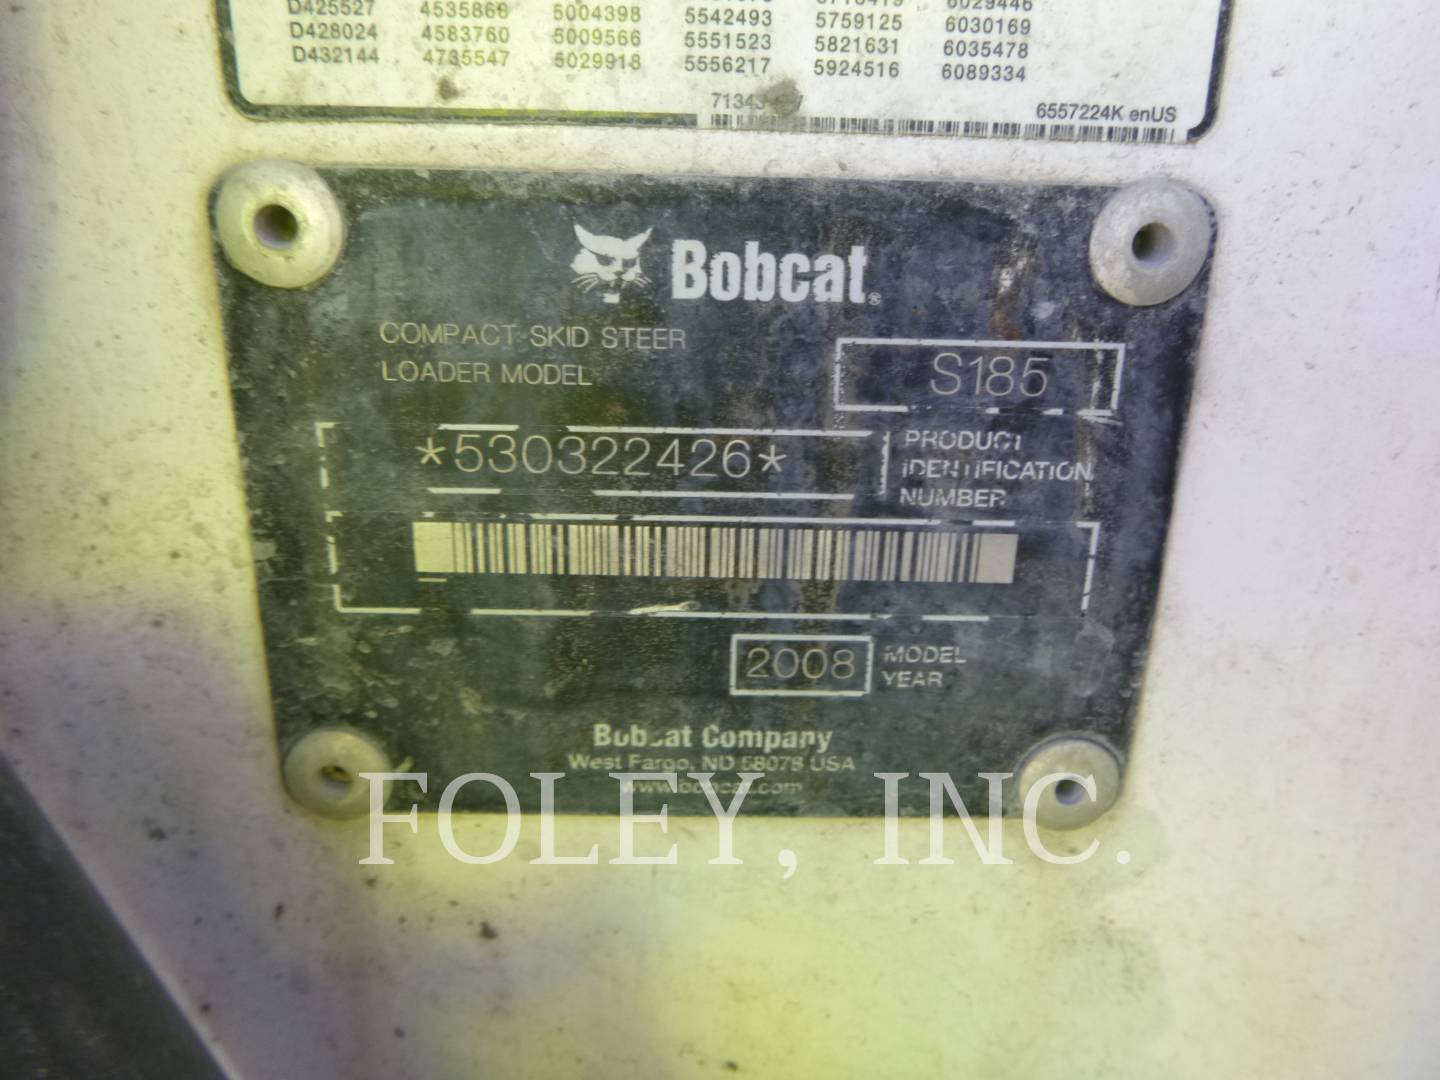 D425527 4535860 5004398 5542493 5759125 6030169
D428024 4583760 5009566 5551523 5821631 6035478
D432144 4735547 5029918 5556217 5924516 6089334
6557224K enUS
Bobcat®
COMPACT SKID STEER
LOADER MODEL
S185
*530322426*
PRODUCT
IDENTIFICATION
NUMBER
2008
MODEL
YEAR
Bobcat Company
West Fargo, ND 58078 USA
www.bobcat.com
FOLEY, INC.